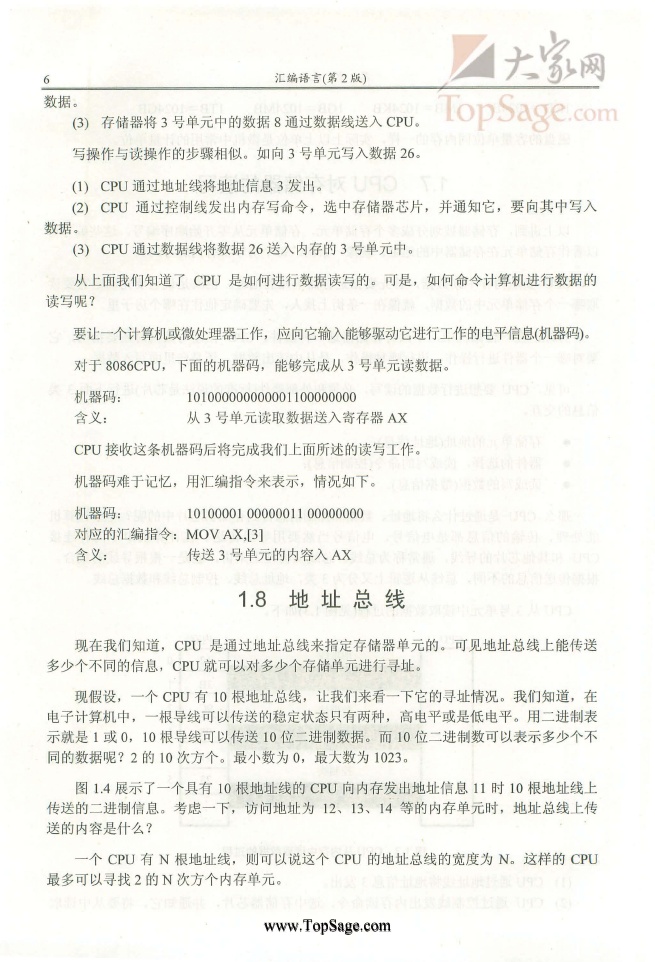 大家网
TopSage.com
6
汇编语言(第 2 版)
数据。
(3) 存储器将 3 号单元中的数据 8 通过数据线送入 CPU。
写操作与读操作的步骤相似。如向 3 号单元写入数据 26。
(1) CPU 通过地址线将地址信息 3 发出。
(2) CPU 通过控制线发出内存写命令，选中存储器芯片，并通知它，要向其中写入
数据。
(3) CPU 通过数据线将数据 26 送入内存的 3 号单元中。
从上面我们知道了 CPU 是如何进行数据读写的。可是，如何命令计算机进行数据的
读写呢？
要让一个计算机或微处理器工作，应向它输入能够驱动它进行工作的电平信息(机器码)。
对于 8086CPU，下面的机器码，能够完成从 3 号单元读数据。
机器码： 101000000000001100000000
含义： 从 3 号单元读取数据送入寄存器 AX
CPU 接收这条机器码后将完成我们上面所述的读写工作。
机器码难于记忆，用汇编指令来表示，情况如下。
机器码： 10100001 00000011 00000000
对应的汇编指令：MOV AX,[3]
含义： 传送 3 号单元的内容入 AX
1.8 地 址 总 线
现在我们知道，CPU 是通过地址总线来指定存储器单元的。可见地址总线上能传送
多少个不同的信息，CPU 就可以对多少个存储单元进行寻址。
现假设，一个 CPU 有 10 根地址总线，让我们来看一下它的寻址情况。我们知道，在
电子计算机中，一根导线可以传送的稳定状态只有两种，高电平或是低电平。用二进制表
示就是 1 或 0，10 根导线可以传送 10 位二进制数据。而 10 位二进制数可以表示多少个不
同的数据呢？2 的 10 次方个。最小数为 0，最大数为 1023。
图 1.4 展示了一个具有 10 根地址线的 CPU 向内存发出地址信息 11 时 10 根地址线上
传送的二进制信息。考虑一下，访问地址为 12、13、14 等的内存单元时，地址总线上传
送的内容是什么？
一个 CPU 有 N 根地址线，则可以说这个 CPU 的地址总线的宽度为 N。这样的 CPU
最多可以寻找 2 的 N 次方个内存单元。
www.TopSage.com